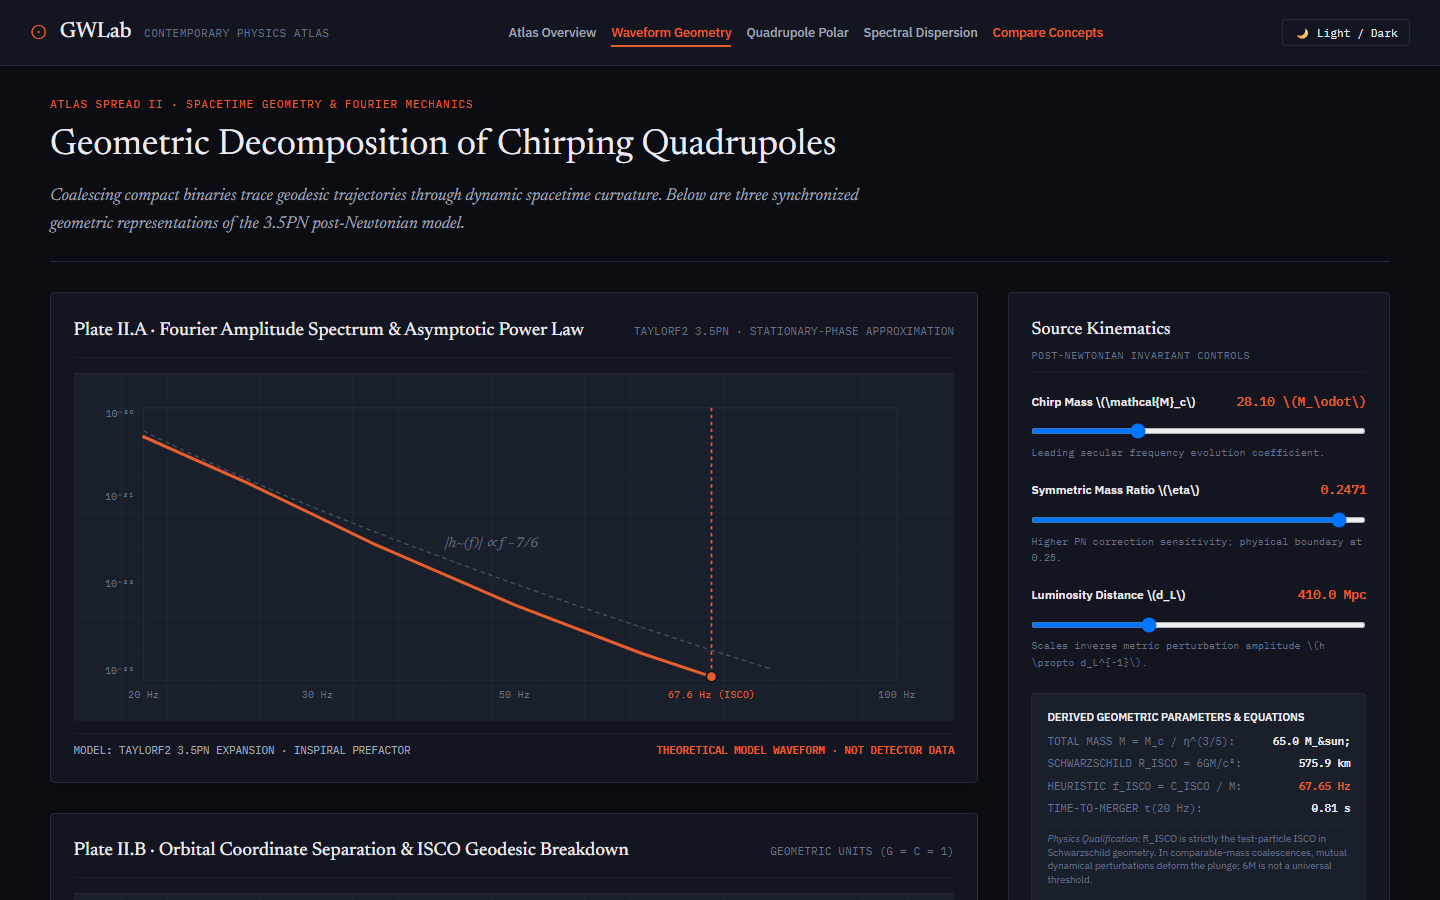 GWLab CONTEMPORARY PHYSICS ATLAS
Atlas Overview Waveform Geometry Quadrupole Polar Spectral Dispersion Compare Concepts
🌙 Light / Dark
ATLAS SPREAD II · SPACETIME GEOMETRY & FOURIER MECHANICS
Geometric Decomposition of Chirping Quadrupoles
Coalescing compact binaries trace geodesic trajectories through dynamic spacetime curvature. Below are three synchronized
geometric representations of the 3.5PN post-Newtonian model.
Plate II.A · Fourier Amplitude Spectrum & Asymptotic Power Law
TAYLORF2 3.5PN · STATIONARY-PHASE APPROXIMATION
10⁻²⁰
10⁻²¹
10⁻²²
10⁻²³
|h~(f)| ∝ f −7/6
20 Hz 30 Hz 50 Hz 67.6 Hz (ISCO) 100 Hz
MODEL: TAYLORF2 3.5PN EXPANSION · INSPIRAL PREFACTOR
THEORETICAL MODEL WAVEFORM · NOT DETECTOR DATA
Plate II.B · Orbital Coordinate Separation & ISCO Geodesic Breakdown
GEOMETRIC UNITS (G = C = 1)
Source Kinematics
POST-NEWTONIAN INVARIANT CONTROLS
Chirp Mass \(\mathcal{M}_c\) 28.10 \(M_\odot\)
Leading secular frequency evolution coefficient.
Symmetric Mass Ratio \(\eta\) 0.2471
Higher PN correction sensitivity; physical boundary at
0.25.
Luminosity Distance \(d_L\) 410.0 Mpc
Scales inverse metric perturbation amplitude \(h
\propto d_L^{-1}\).
DERIVED GEOMETRIC PARAMETERS & EQUATIONS
TOTAL MASS M = M_c / η^(3/5): 65.0 M_&sun;
SCHWARZSCHILD R_ISCO = 6GM/c²: 575.9 km
HEURISTIC f_ISCO = C_ISCO / M: 67.65 Hz
TIME-TO-MERGER τ(20 Hz): 0.81 s
Physics Qualification: R_ISCO is strictly the test-particle ISCO in
Schwarzschild geometry. In comparable-mass coalescences, mutual
dynamical perturbations deform the plunge; 6M is not a universal
threshold.